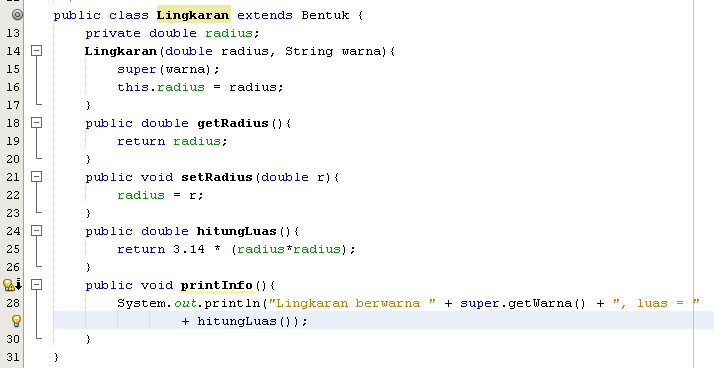 public class Lingkaran extends Bentuk {
13 private double radius;
14 Lingkaran(double radius, String warna){
15 super(warna);
16 this.radius = radius;
17 }
18 public double getRadius(){
19 return radius;
20 }
21 public void setRadius(double r){
22 radius = r;
23 }
24 public double hitungLuas(){
25 return 3.14 * (radius*radius);
26 }
public void printInfo(){
28 System.out.println("Lingkaran berwarna " + super.getWarna() + ", luas = "
+ hitungLuas());
30 }
31 }